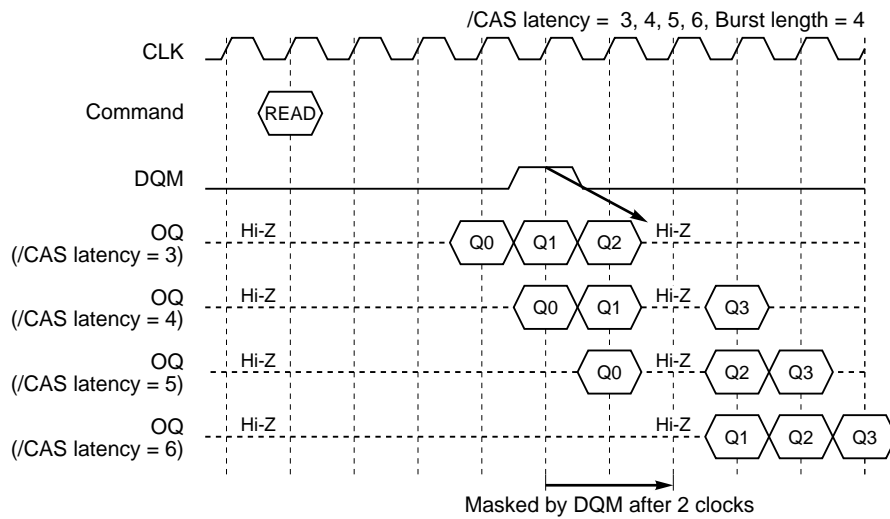 /CAS latency = 3, 4, 5, 6, Burst length = 4
CLK
Command
READ
DQM
OQ
(/CAS latency = 3)
Hi-Z
Q0
Q1
Q2
Hi-Z
OQ
(/CAS latency = 4)
Hi-Z
Q0
Q1
Hi-Z
Q3
OQ
(/CAS latency = 5)
Hi-Z
Q0
Hi-Z
Q2
Q3
OQ
(/CAS latency = 6)
Hi-Z
Hi-Z
Q1
Q2
Q3
Masked by DQM after 2 clocks